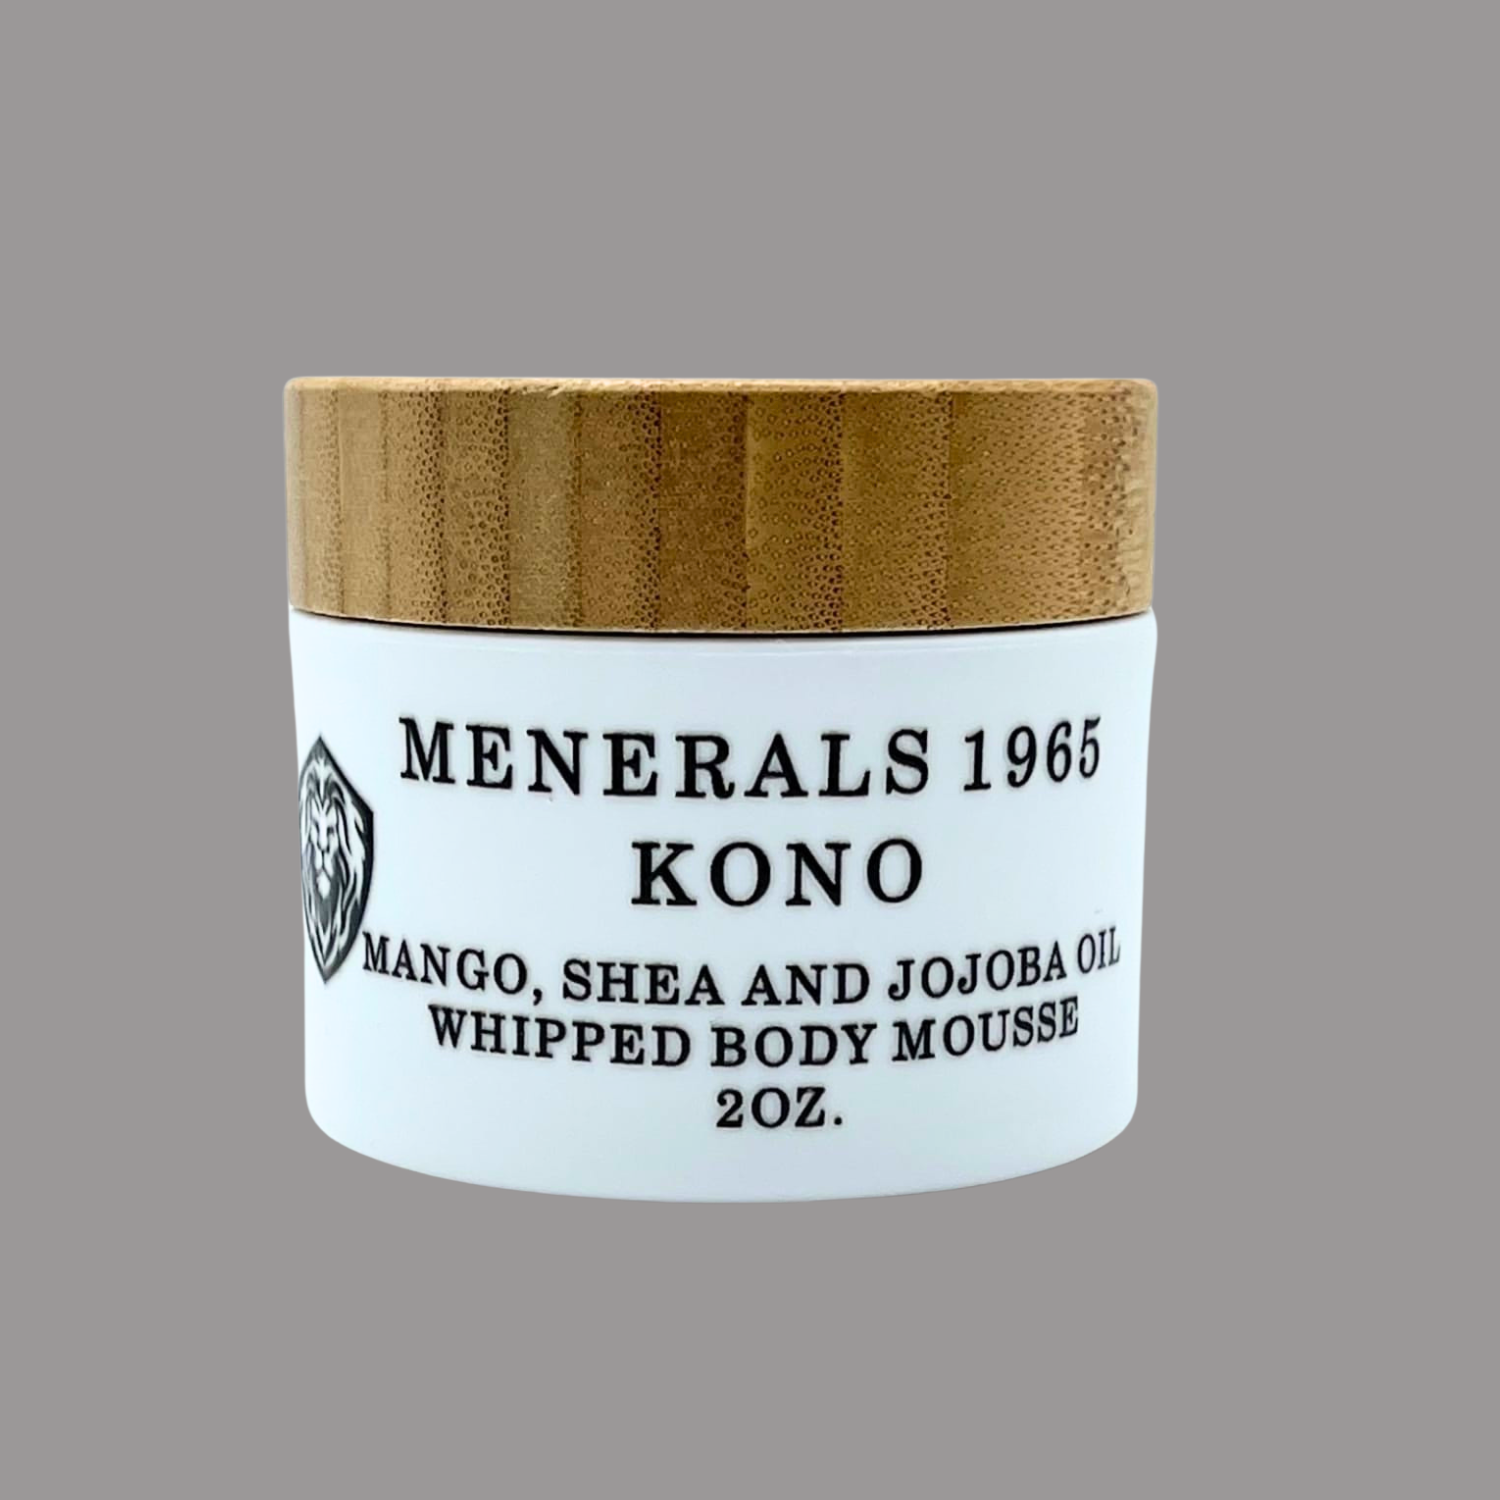 MENERALS 1965
KONO
MANGO, SHEA AND JOJOBA OIL
WHIPPED BODY MOUSSE
2OZ.